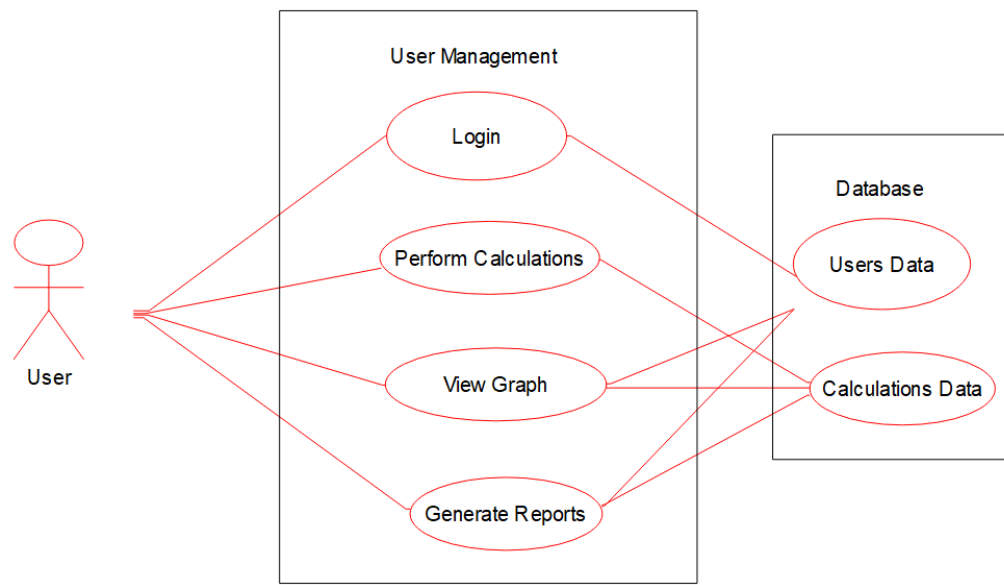 User Management
Login
Database
Users Data
Perform Calculations
User
View Graph
Calculations Data
Generate Reports